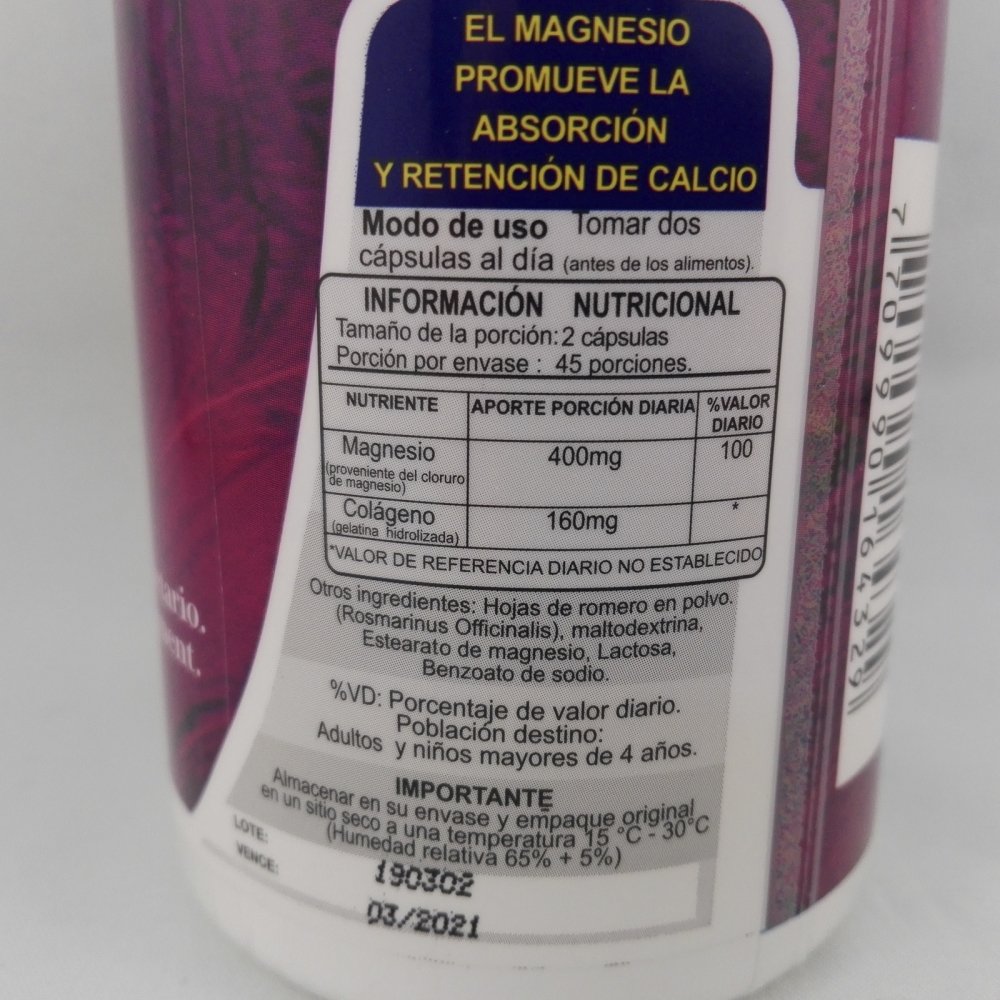 EL MAGNESIO
PROMUEVE LA
ABSORCIÓN
Y RETENCIÓN DE CALCIO
Modo de uso Tomar dos
cápsulas al día (antes de los alimentos).
INFORMACIÓN NUTRICIONAL
Tamaño de la porción: 2 cápsulas
Porción por envase : 45 porciones.
NUTRIENTE APORTE PORCIÓN DIARIA %VALOR
DIARIO
Magnesio 400mg 100
(proveniente del cloruro
de magnesio)
Colágeno 160mg *
(gelatina hidrolizada)
*VALOR DE REFERENCIA DIARIO NO ESTABLECIDO
Otros ingredientes: Hojas de romero en polvo.
(Rosmarinus Officinalis), maltodextrina,
Estearato de magnesio, Lactosa,
Benzoato de sodio.
%VD: Porcentaje de valor diario.
Población destino:
Adultos y niños mayores de 4 años.
IMPORTANTE
Almacenar en su envase y empaque original
en un sitio seco a una temperatura 15 °C - 30°C
(Humedad relativa 65% + 5%)
LOTE: 190302
VENCE: 03/2021
7 709990164329